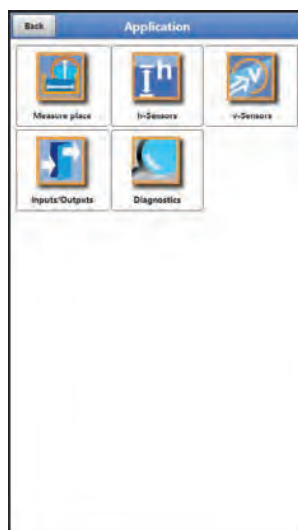 Back Application
h
v
Measure place h-Sensors v-Sensors
Inputs/Outputs Diagnostics